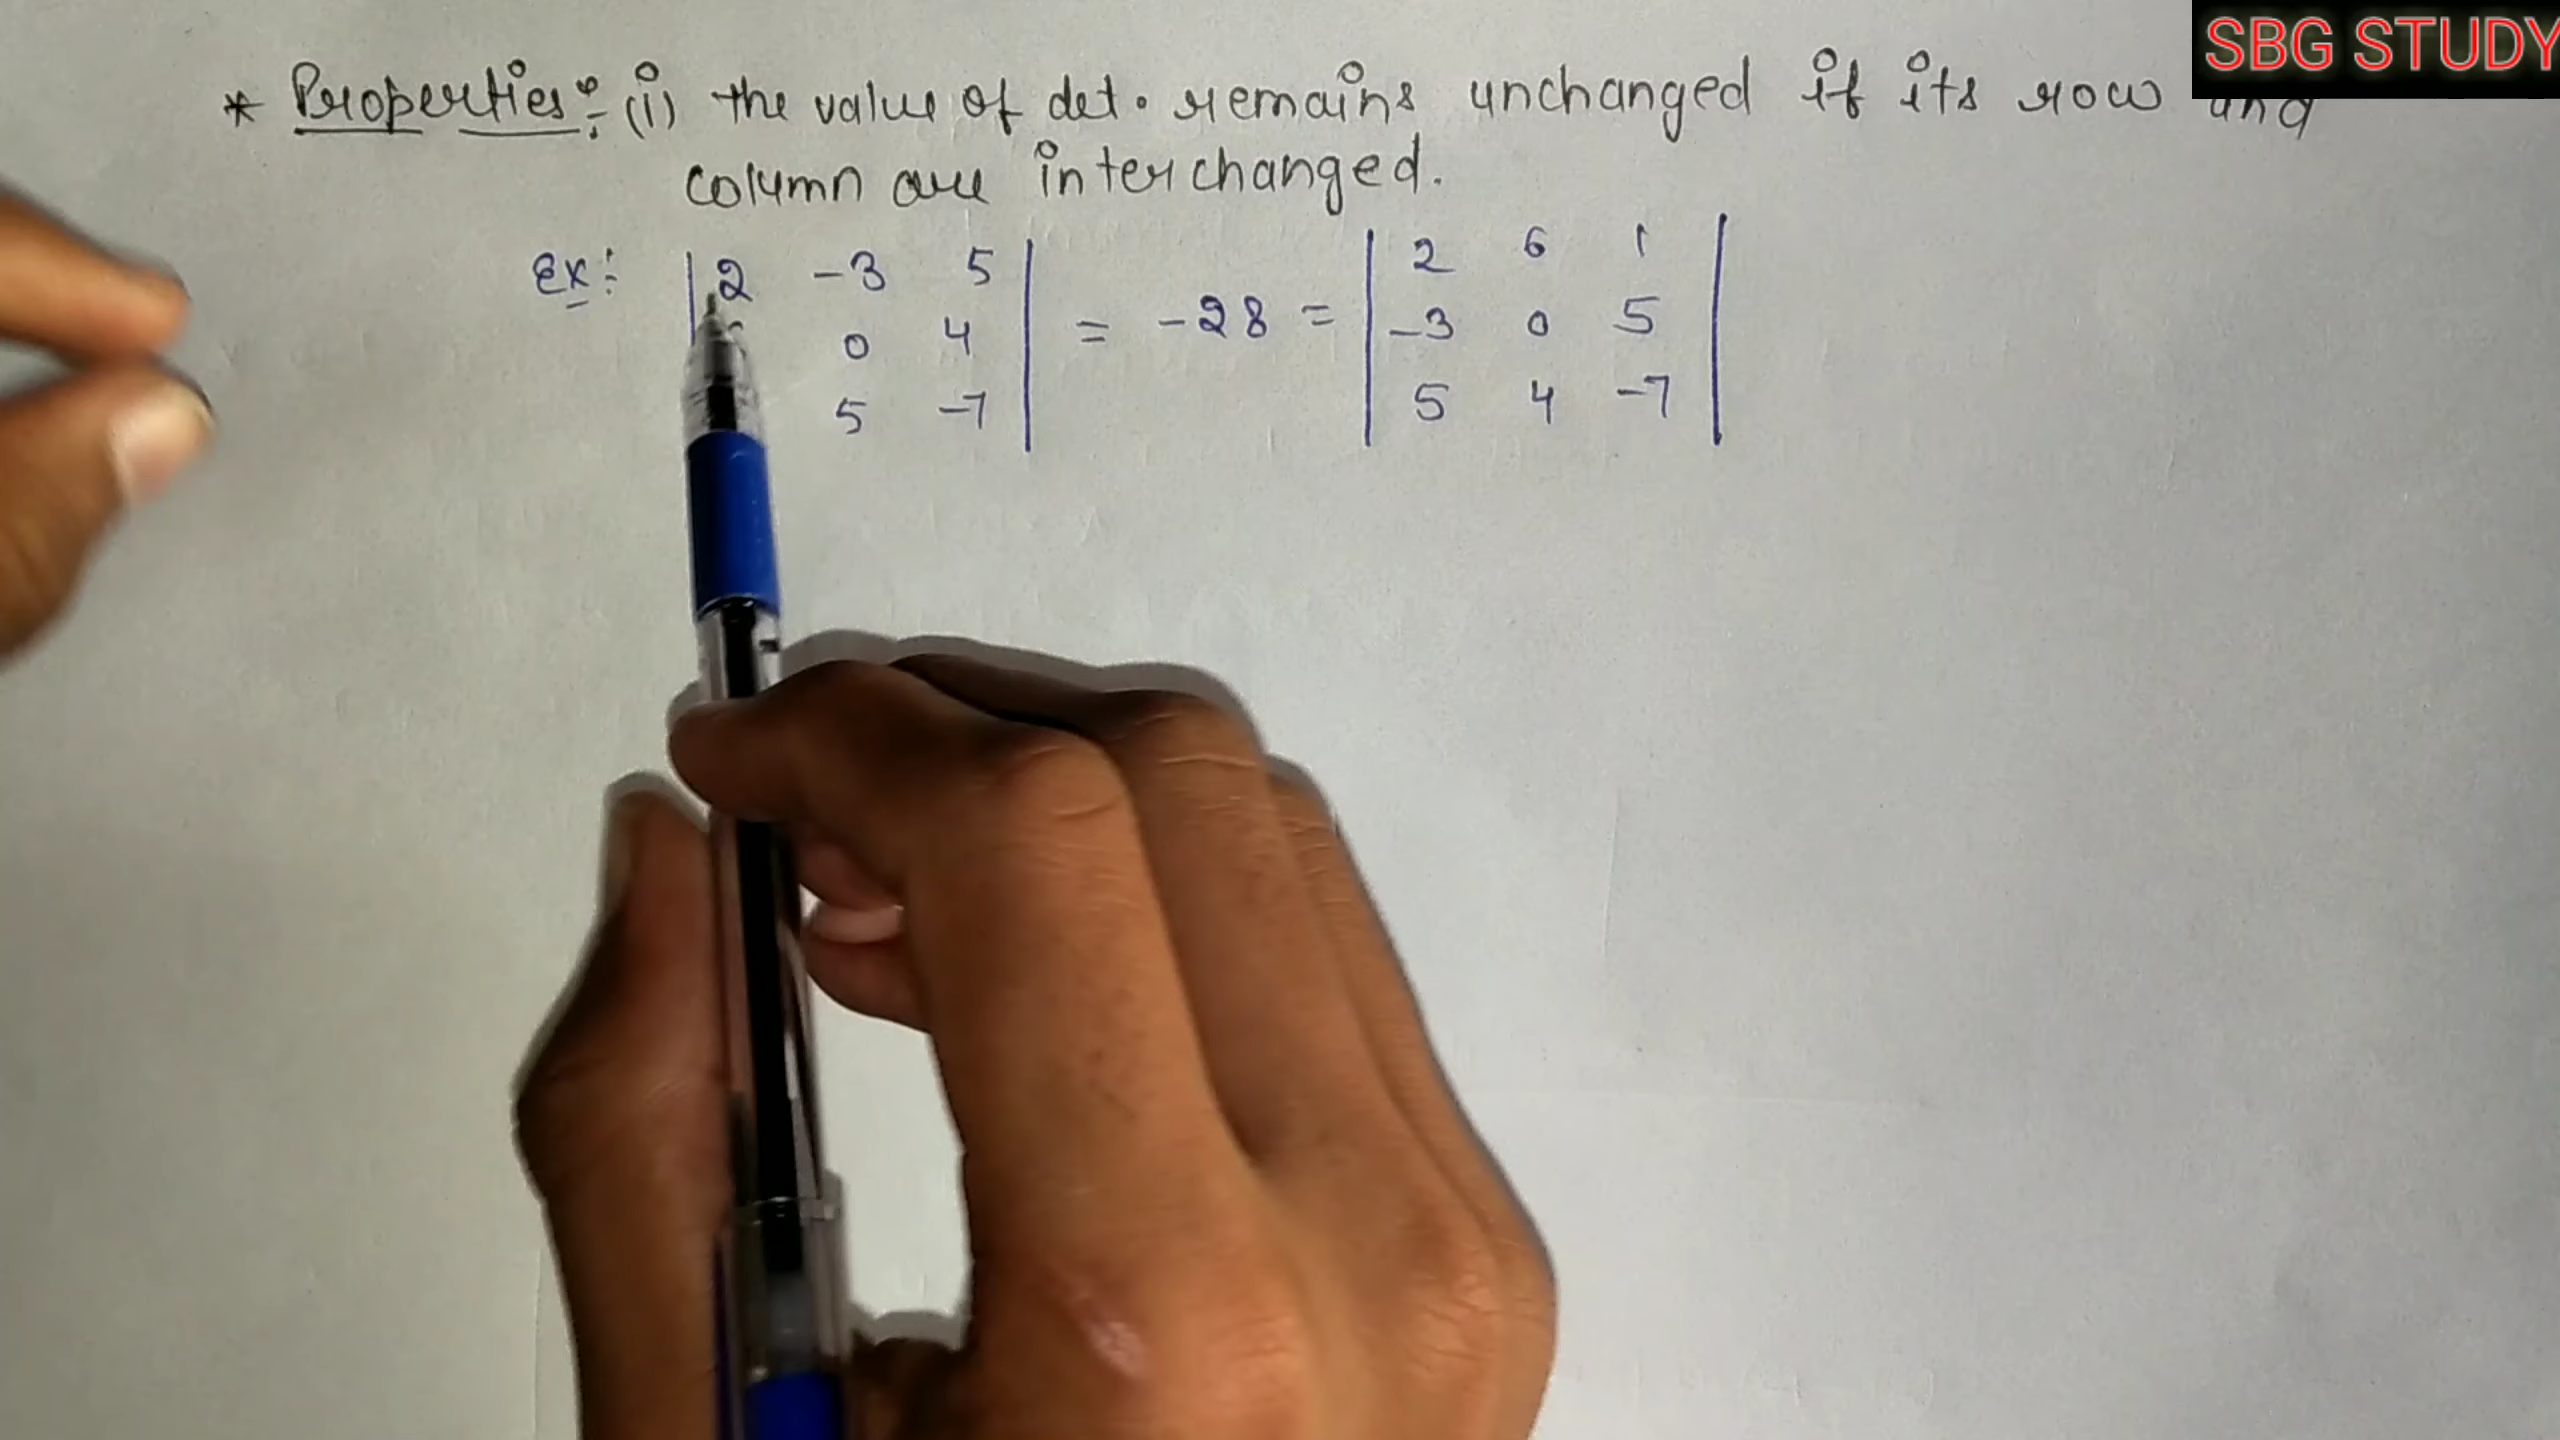 SBG STUDY
* Properties :- (i) the value of det. remains unchanged if its row and
column are interchanged.
Ex:- | 2 -3 5 | = -28 = | 2 6 1 |
0 4 | -3 0 5 |
5 -7 | 5 4 -7 |